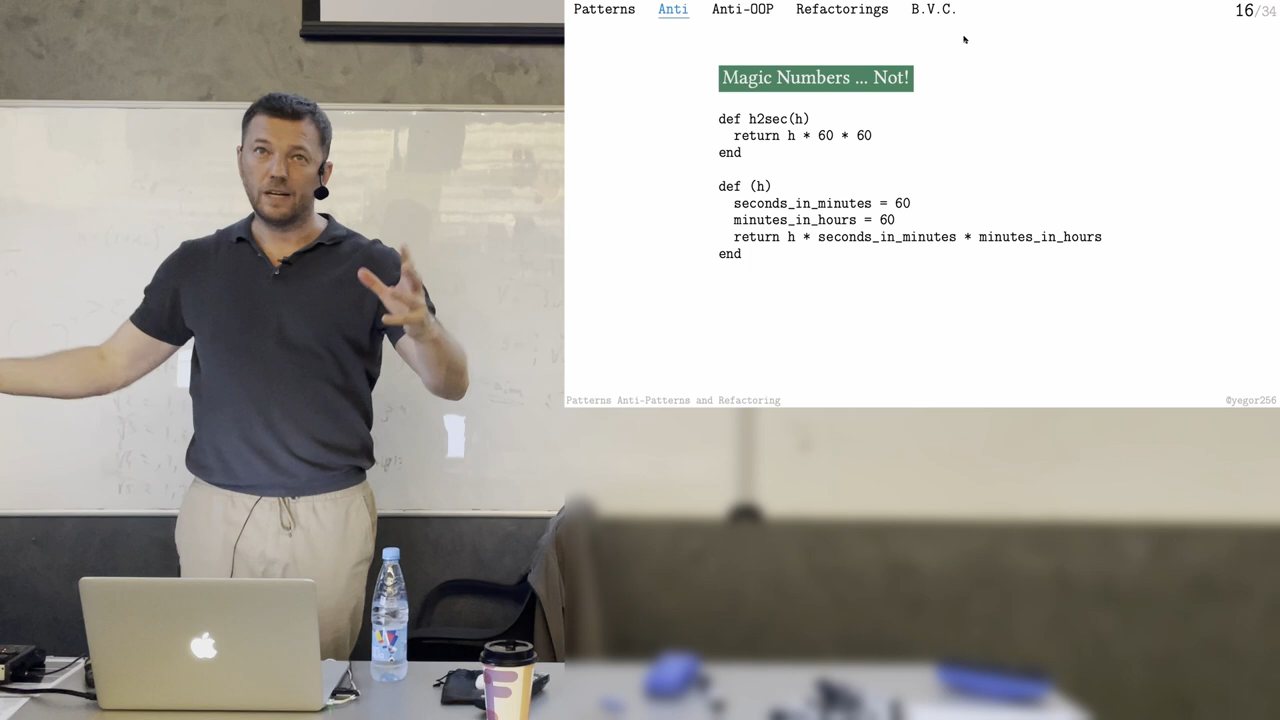 Patterns Anti Anti-OOP Refactorings B.V.C. 16/34
Magic Numbers ... Not!
def h2sec(h)
return h * 60 * 60
end
def (h)
seconds_in_minutes = 60
minutes_in_hours = 60
return h * seconds_in_minutes * minutes_in_hours
end
Patterns Anti-Patterns and Refactoring @yegor256